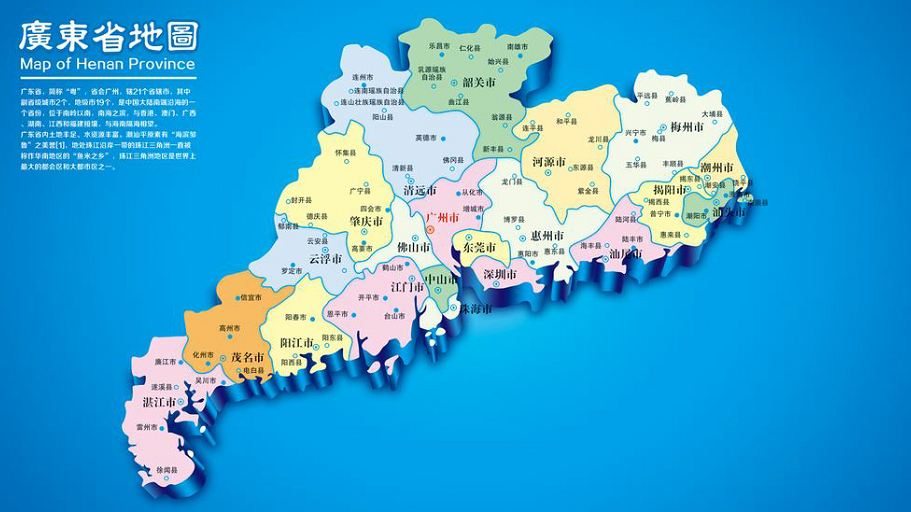 廣東省地圖
Map of Henan Province
广东省，简称“粤”，省会广州，辖21个省辖市，其中
副省级城市2个，地级市19个，是中国大陆南端沿海的一
个省份，位于南岭以南，南海之滨，与香港、澳门、广西
、湖南、江西和福建接壤，与海南隔海相望。
广东省内土地丰足、水资源丰富。潮汕平原素有“海滨邹
鲁”之美誉[1]，地处珠江沿岸一带的珠江三角洲一直被
称作华南地区的“鱼米之乡”，珠江三角洲地区是世界上
最大的都会区和大都市区之一。
乐昌市
仁化县
南雄市
始兴县
乳源瑶族
自治县
韶关市
曲江县
翁源县
新丰县
连州市
连南瑶族自治县
连山壮族瑶族自治县
阳山县
英德市
佛冈县
清新县
清远市
连平县
和平县
龙川县
河源市
东源县
紫金县
平远县
蕉岭县
大埔县
兴宁市
梅县
梅州市
五华县
丰顺县
潮州市
饶平县
潮安县
揭东县
揭阳市
揭西县
普宁市
惠来县
潮阳市
汕头市
陆河县
陆丰市
海丰县
汕尾市
龙门县
博罗县
惠州市
惠阳市
惠东县
从化市
增城市
广州市
东莞市
深圳市
怀集县
广宁县
四会市
封开县
德庆县
肇庆市
高要市
郁南县
云安县
云浮市
罗定市
佛山市
鹤山市
江门市
开平市
恩平市
台山市
中山市
珠海市
阳春市
阳江市
阳东县
阳西县
信宜市
高州市
化州市
茂名市
电白县
廉江市
吴川市
遂溪县
湛江市
雷州市
徐闻县